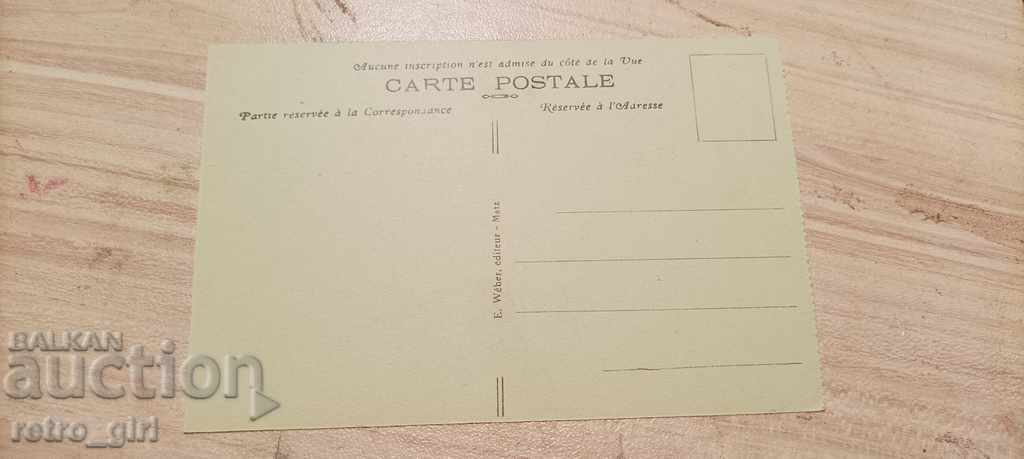 Aucune inscription n'est admise du côté de la Vue
CARTE POSTALE
Partie réservée à la Correspondance
Réservée à l'Adresse
E. Wéber, éditeur - Metz
BALKAN
auction
retro_girl